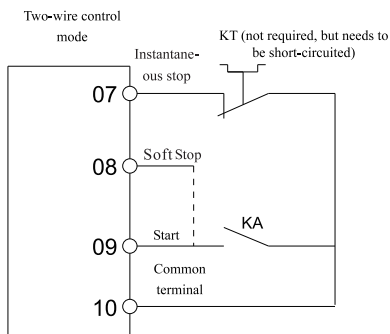 Two-wire control
mode
Instantane-
ous stop
KT (not required, but needs to
be short-circuited)
07
08
Soft Stop
09
Start
KA
Common
terminal
10